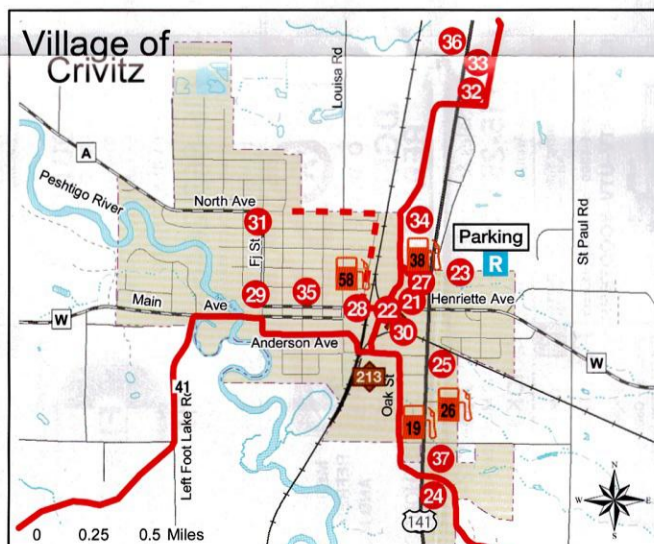 Village of
Crivitz
Louisa Rd
36
33
32
A
Peshtigo River
North Ave
31
Fj St
34
Parking
R
St Paul Rd
58
38
23
27
29
35
28
22
21
Henriette Ave
Main
Ave
W
30
Anderson Ave
W
213
25
Oak St
41
Left Foot Lake Rd
19
26
37
24
141
N
W
E
S
0 0.25 0.5 Miles